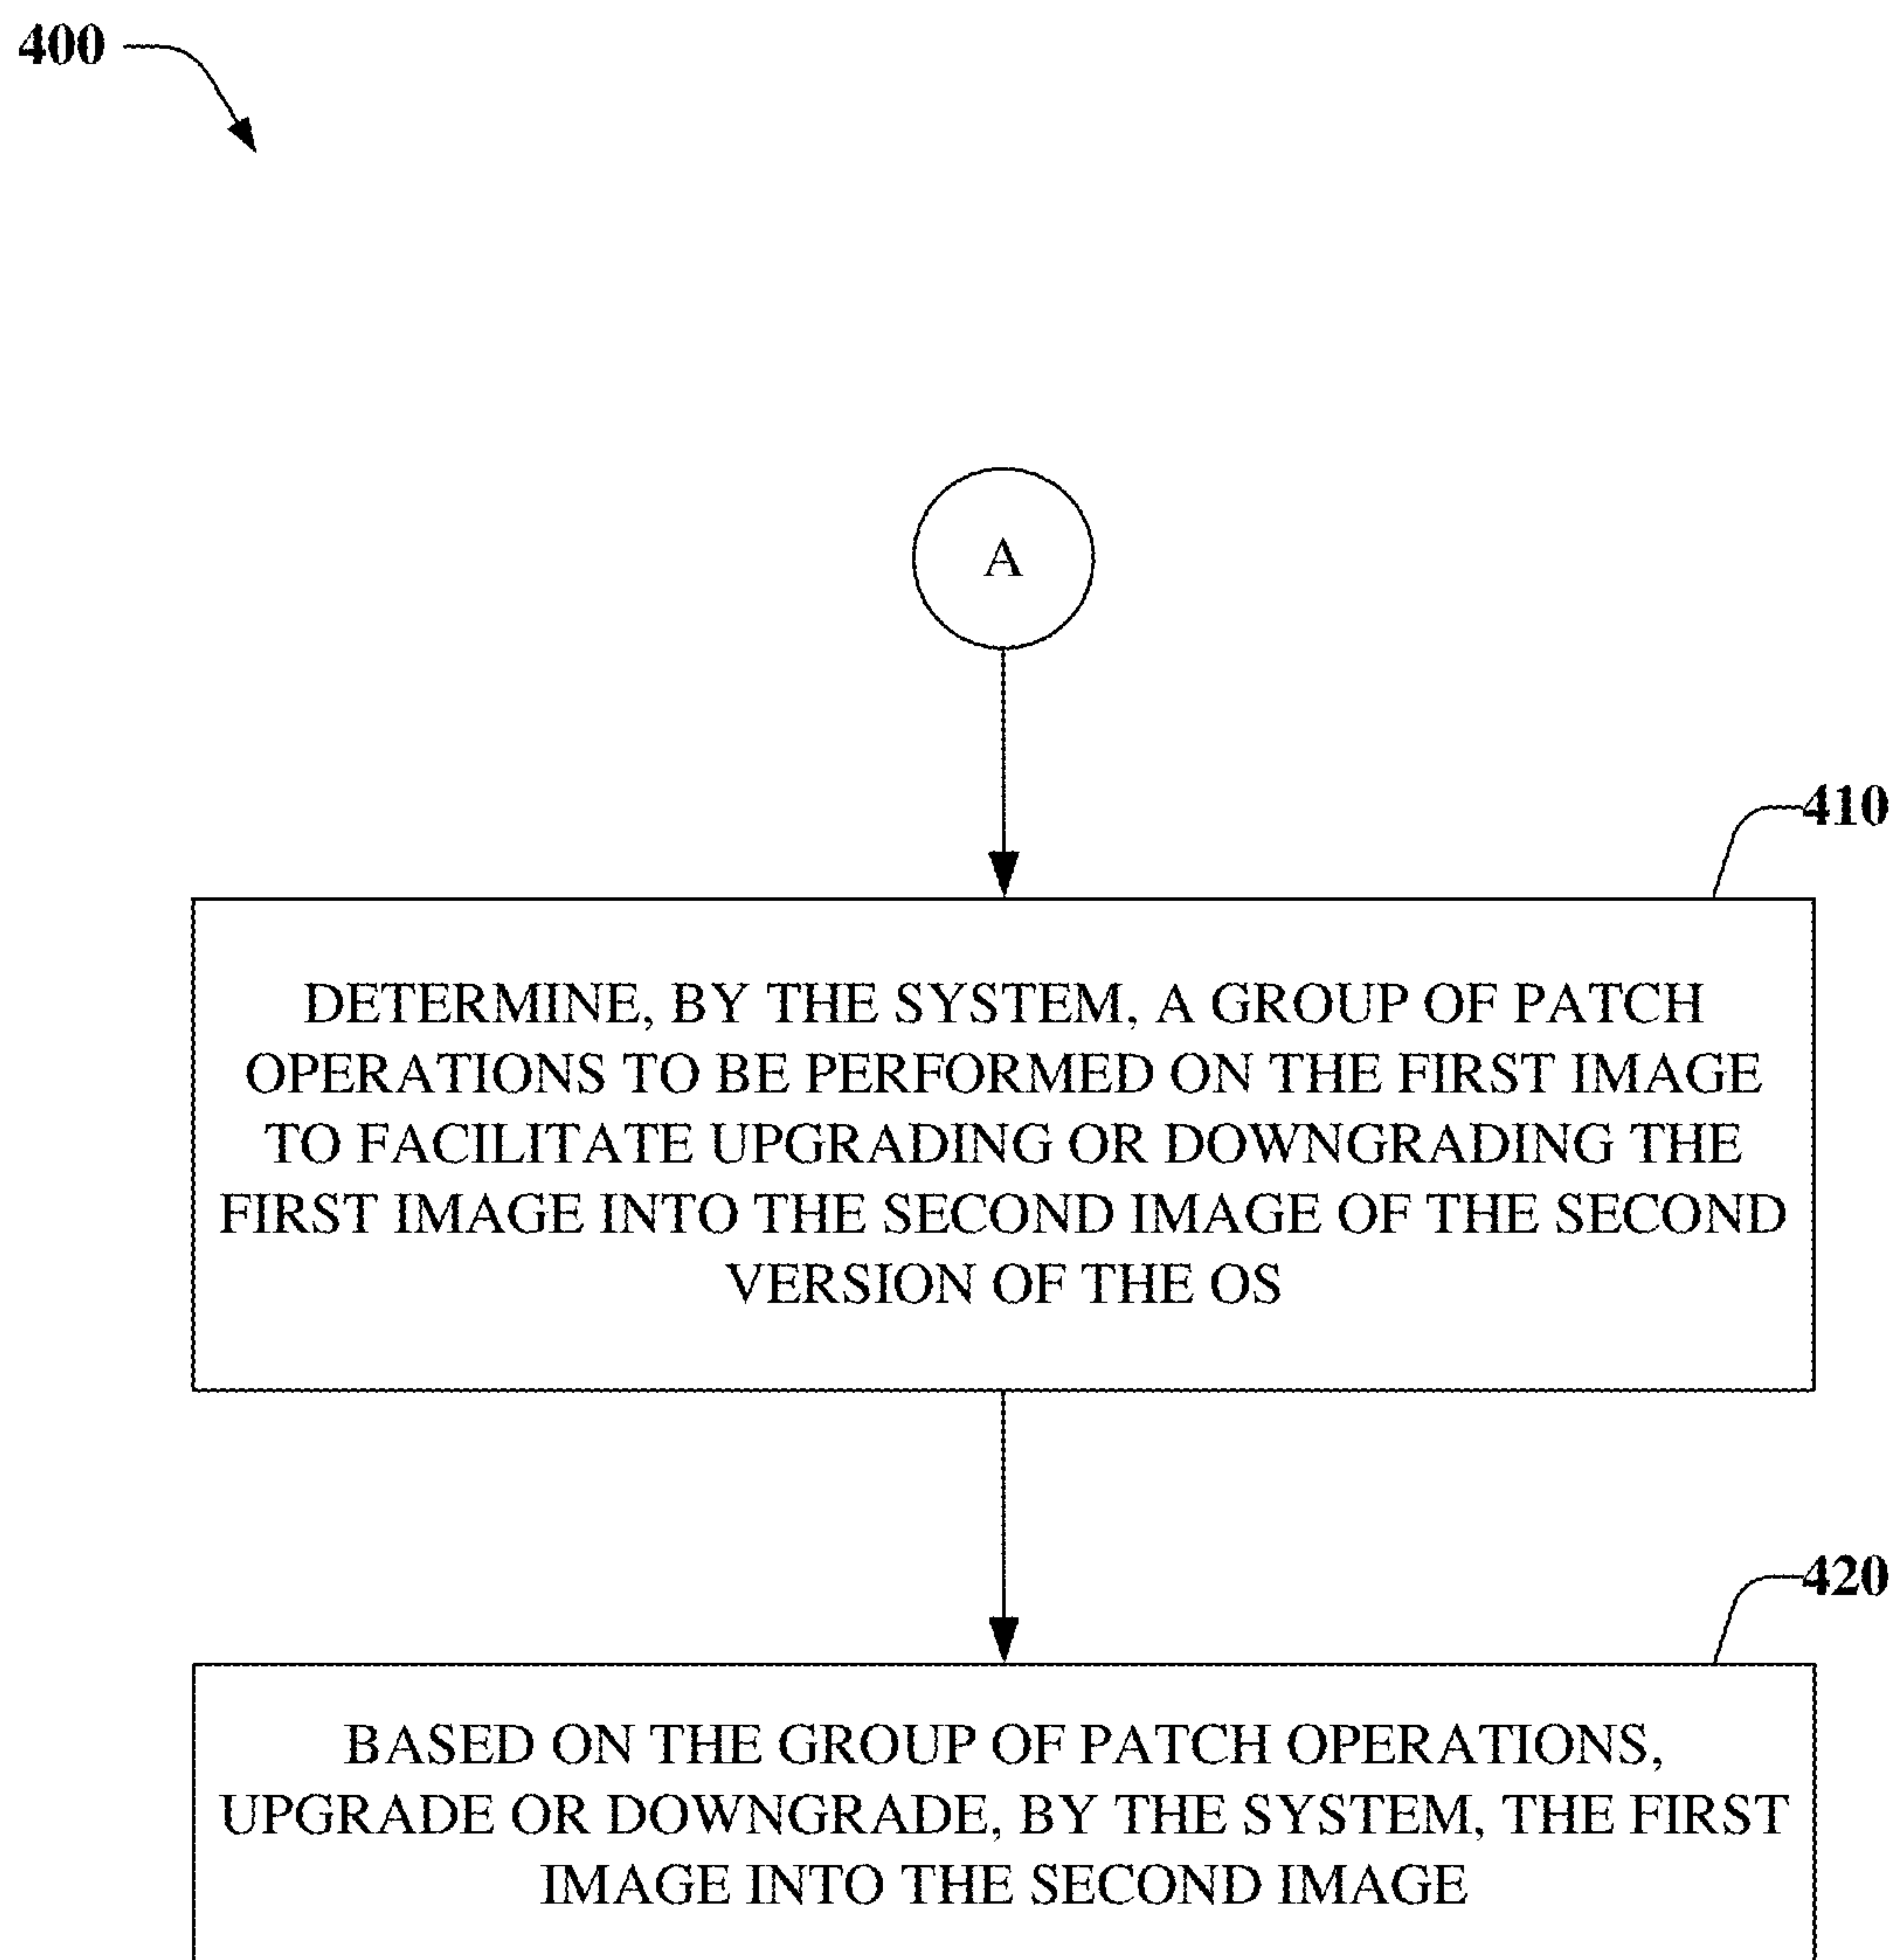 400
A
410
DETERMINE, BY THE SYSTEM, A GROUP OF PATCH
OPERATIONS TO BE PERFORMED ON THE FIRST IMAGE
TO FACILITATE UPGRADING OR DOWNGRADING THE
FIRST IMAGE INTO THE SECOND IMAGE OF THE SECOND
VERSION OF THE OS
420
BASED ON THE GROUP OF PATCH OPERATIONS,
UPGRADE OR DOWNGRADE, BY THE SYSTEM, THE FIRST
IMAGE INTO THE SECOND IMAGE